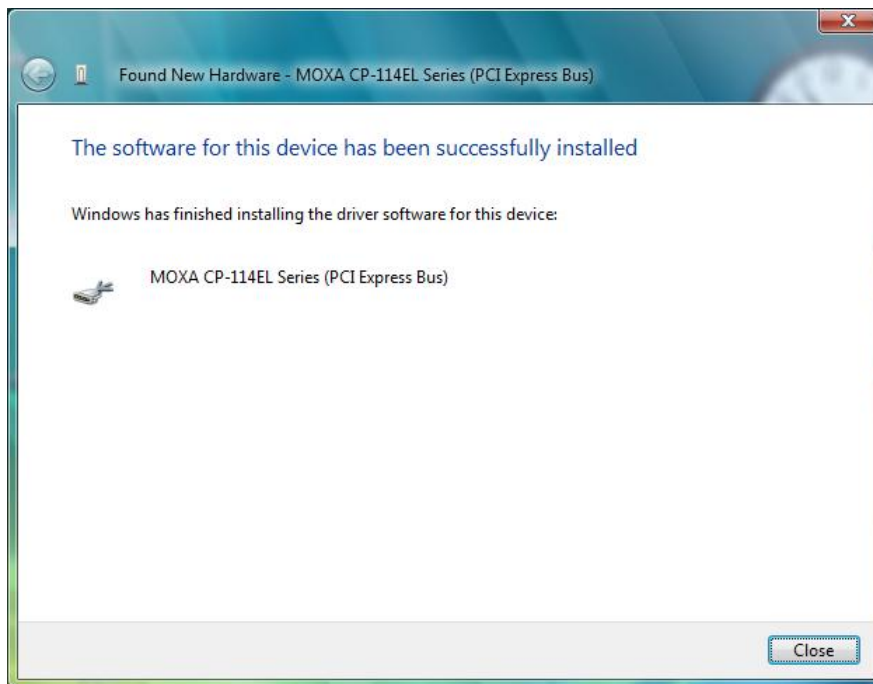 Found New Hardware - MOXA CP-114EL Series (PCI Express Bus)
The software for this device has been successfully installed
Windows has finished installing the driver software for this device:
MOXA CP-114EL Series (PCI Express Bus)
Close